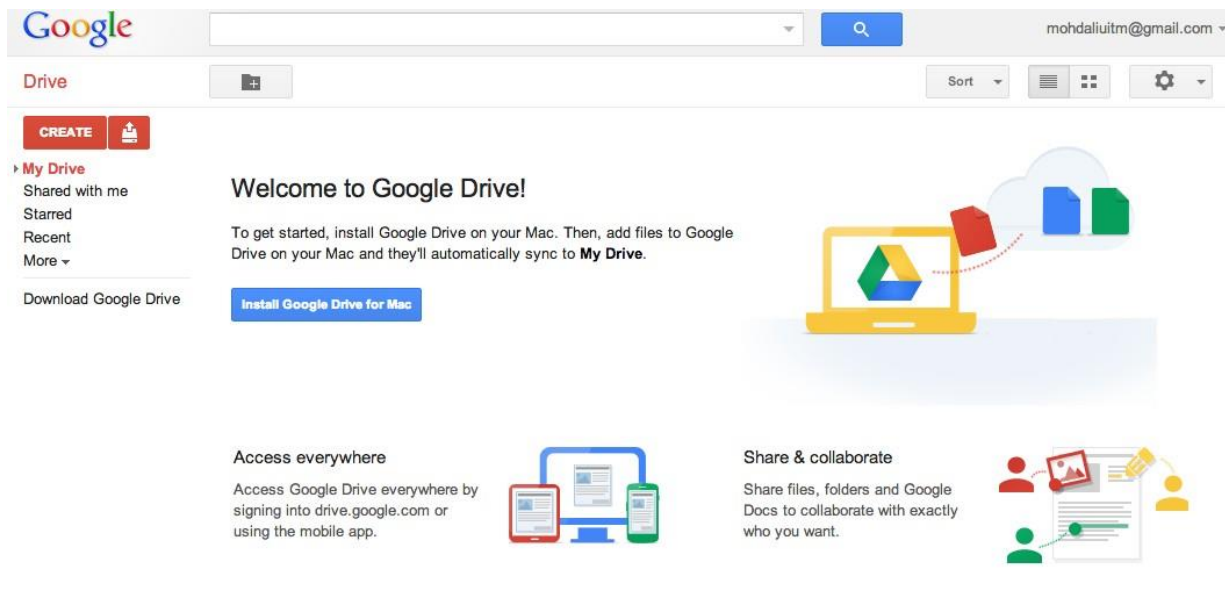 Google
mohdaliuitm@gmail.com
Drive
Sort
CREATE
My Drive
Shared with me
Starred
Recent
More
Download Google Drive
Welcome to Google Drive!
To get started, install Google Drive on your Mac. Then, add files to Google
Drive on your Mac and they'll automatically sync to My Drive.
Install Google Drive for Mac
Access everywhere
Access Google Drive everywhere by
signing into drive.google.com or
using the mobile app.
Share & collaborate
Share files, folders and Google
Docs to collaborate with exactly
who you want.